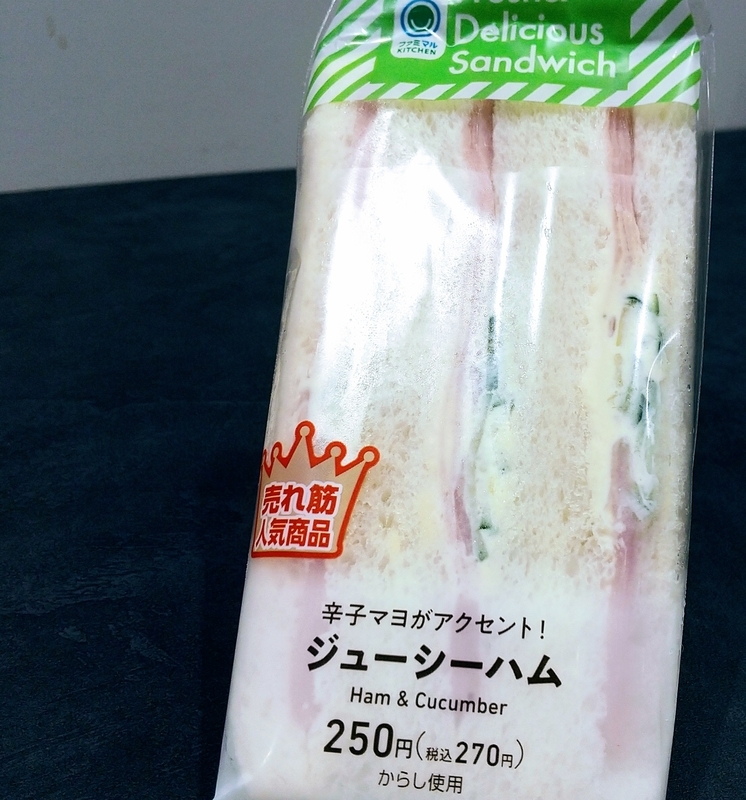 Delicious
Sandwich
ファミマル
KITCHEN
売れ筋
人気商品
辛子マヨがアクセント!
ジューシーハム
Ham & Cucumber
250円(税込270円)
からし使用